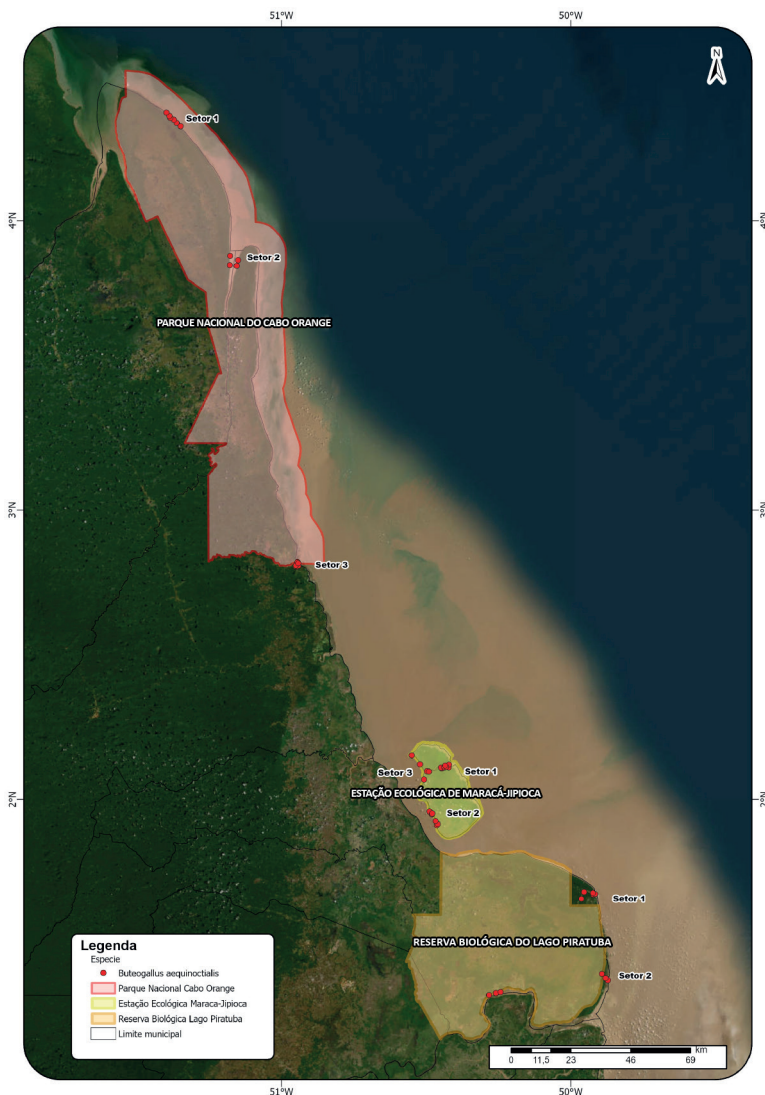 51°W
50°W
N
Setor 1
4°N
4°N
Setor 2
PARQUE NACIONAL DO CABO ORANGE
3°N
3°N
Setor 3
Setor 3
Setor 1
ESTAÇÃO ECOLÓGICA DE MARACÁ-JIPIOCA
2°N
2°N
Setor 2
Setor 1
RESERVA BIOLÓGICA DO LAGO PIRATUBA
Setor 2
Legenda
Especie
Buteogallus aequinoctialis
Parque Nacional Cabo Orange
Estação Ecológica Maraca-Jipioca
Reserva Biológica Lago Piratuba
Limite municipal
km
0 11,5 23 46 69
51°W
50°W